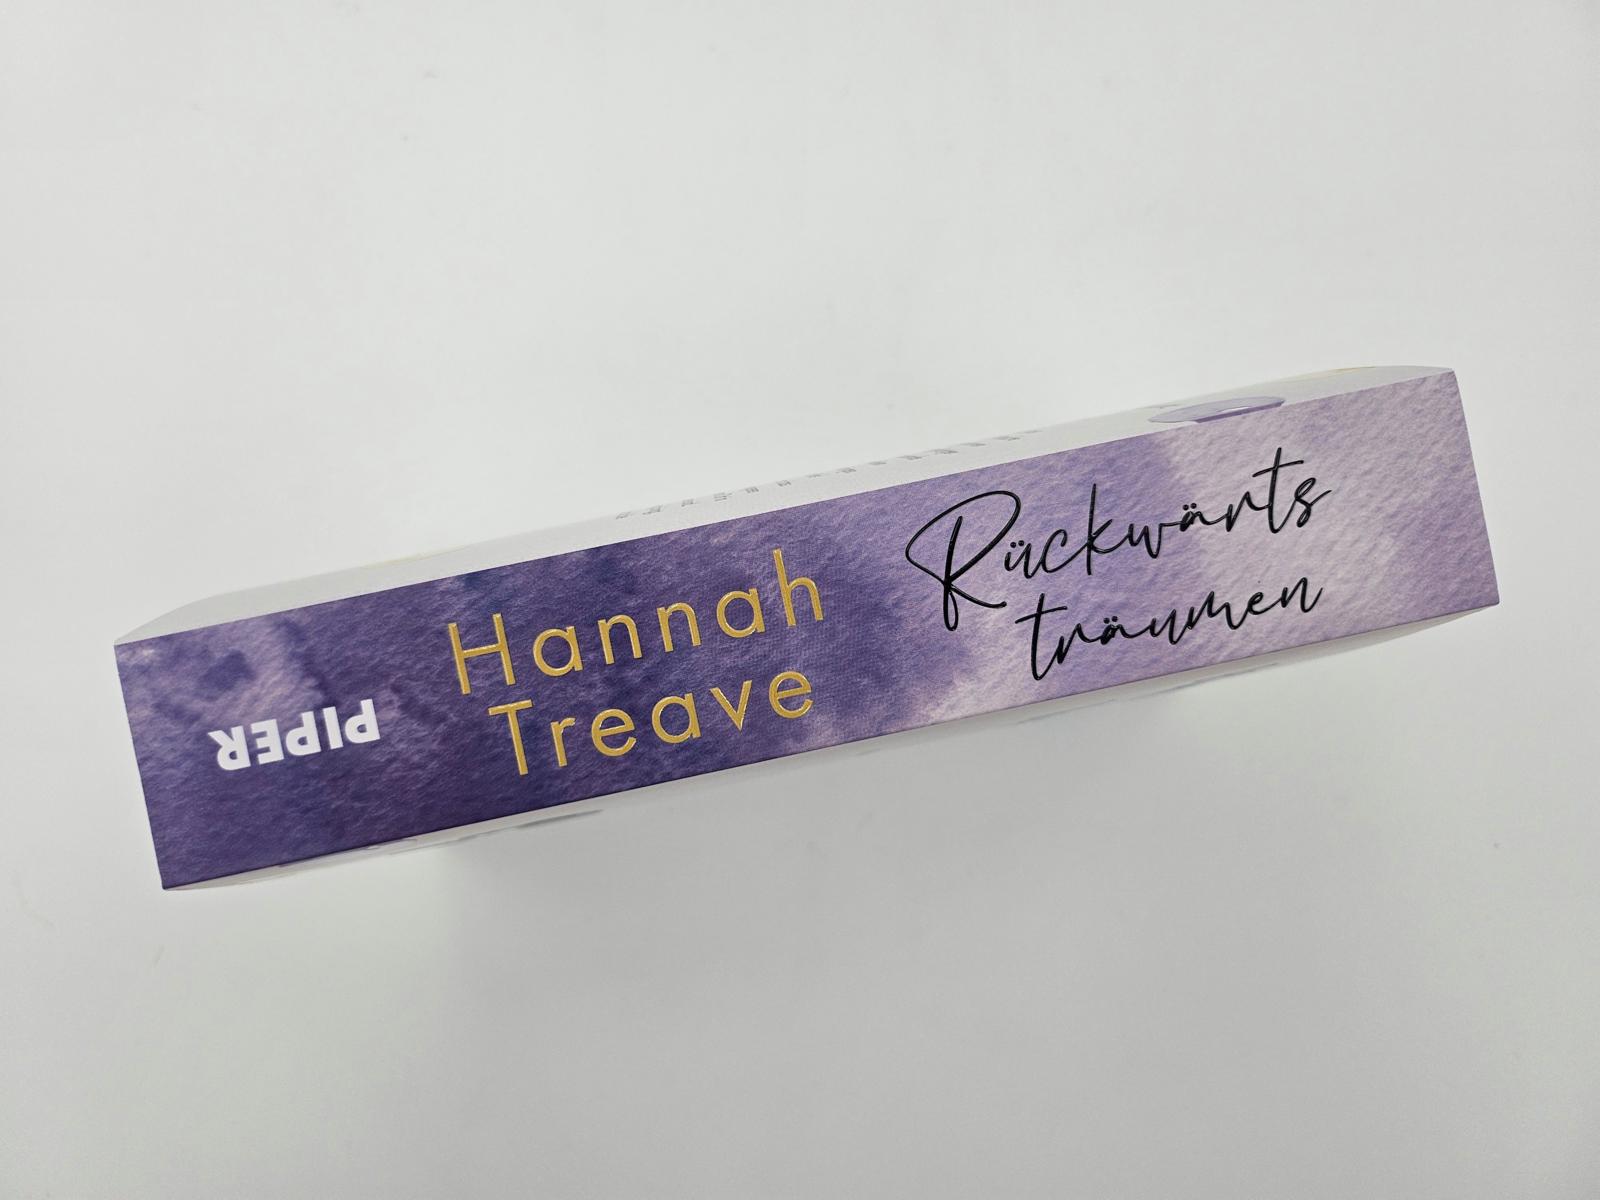 Hannah
Treave
Rückwärts
träumen
PIPER